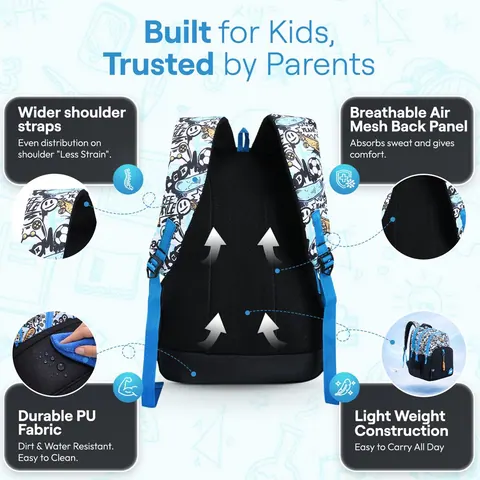 Built for Kids,
Trusted by Parents
Wider shoulder
straps
Even distribution on
shoulder "Less Strain".
Breathable Air
Mesh Back Panel
Absorbs sweat and gives
comfort.
Durable PU
Fabric
Dirt & Water Resistant.
Easy to Clean.
Light Weight
Construction
Easy to Carry All Day